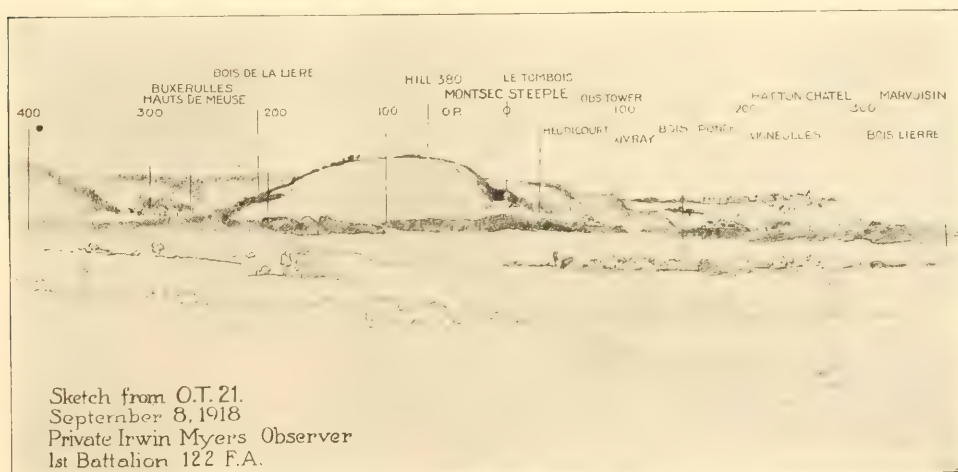 BOIS DE LA LIERE HILL 380 LE TOMBOIS
BUXERULLES MONTSEC STEEPLE OBS TOWER HATTON CHATEL MARVOISIN
HAUTS DE MEUSE
400 300 200 100 O.P. 0 100 200 300
HEUDICOURT BOIS VIGNEULLES BOIS LIERRE
XIVRAY
Sketch from O.T. 21.
September 8, 1918
Private Irwin Myers Observer
1st Battalion 122 F.A.